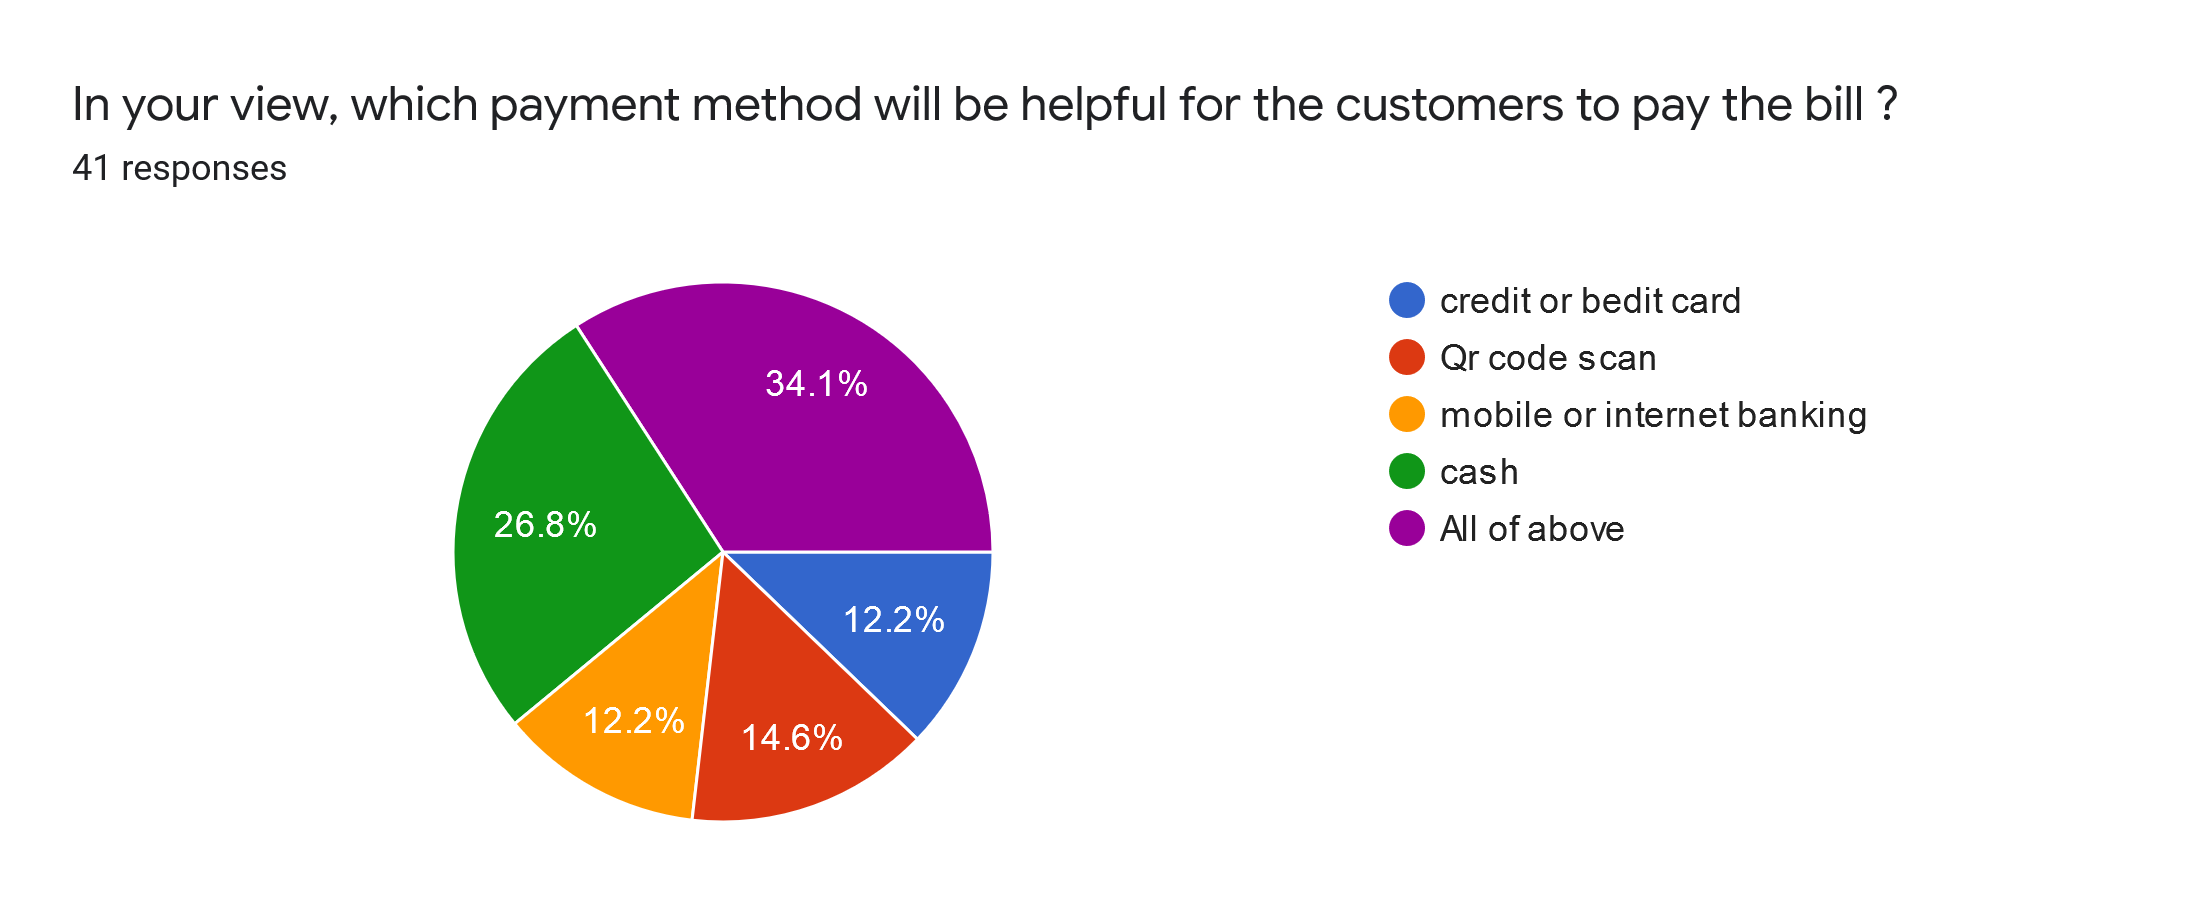 In your view, which payment method will be helpful for the customers to pay the bill ?
41 responses
34.1%
26.8%
12.2%
12.2%
14.6%
credit or bedit card
Qr code scan
mobile or internet banking
cash
All of above